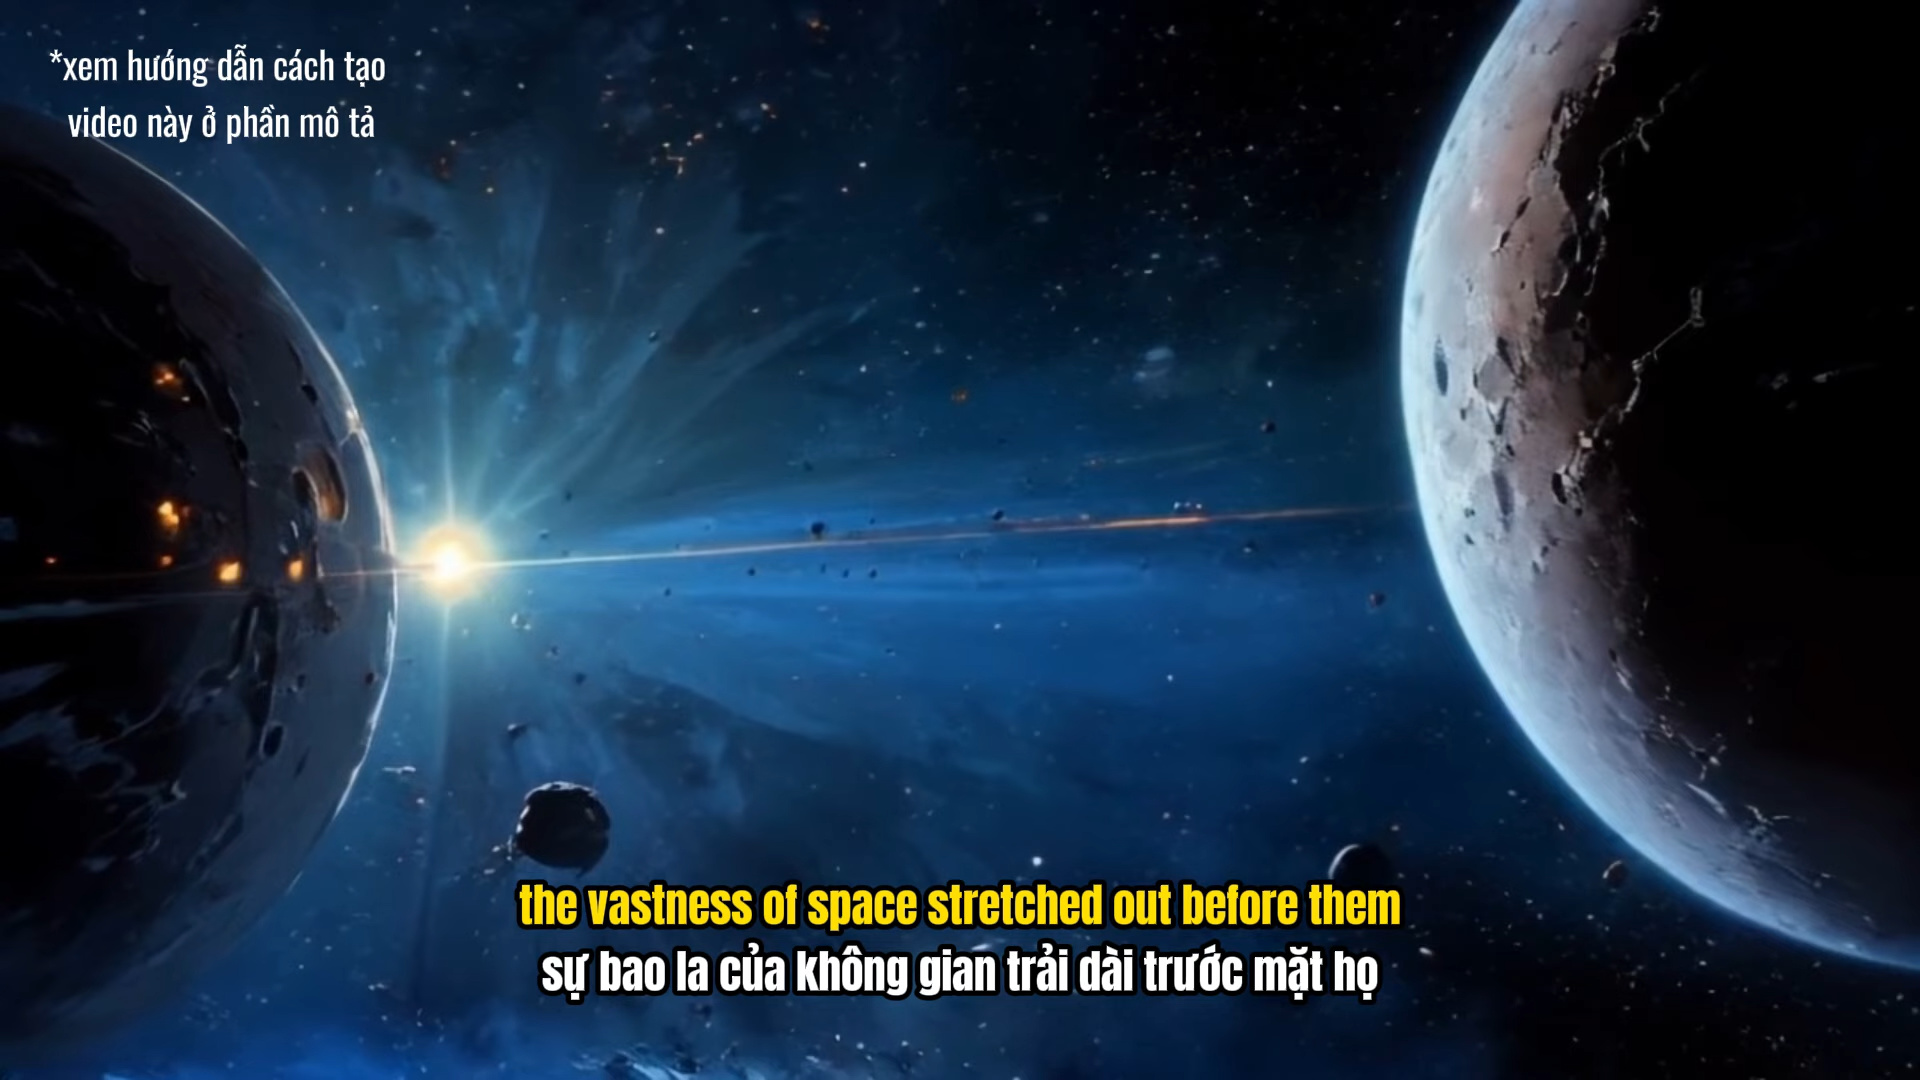 *xem hướng dẫn cách tạo
video này ở phần mô tả
the vastness of space stretched out before them
sự bao la của không gian trải dài trước mặt họ